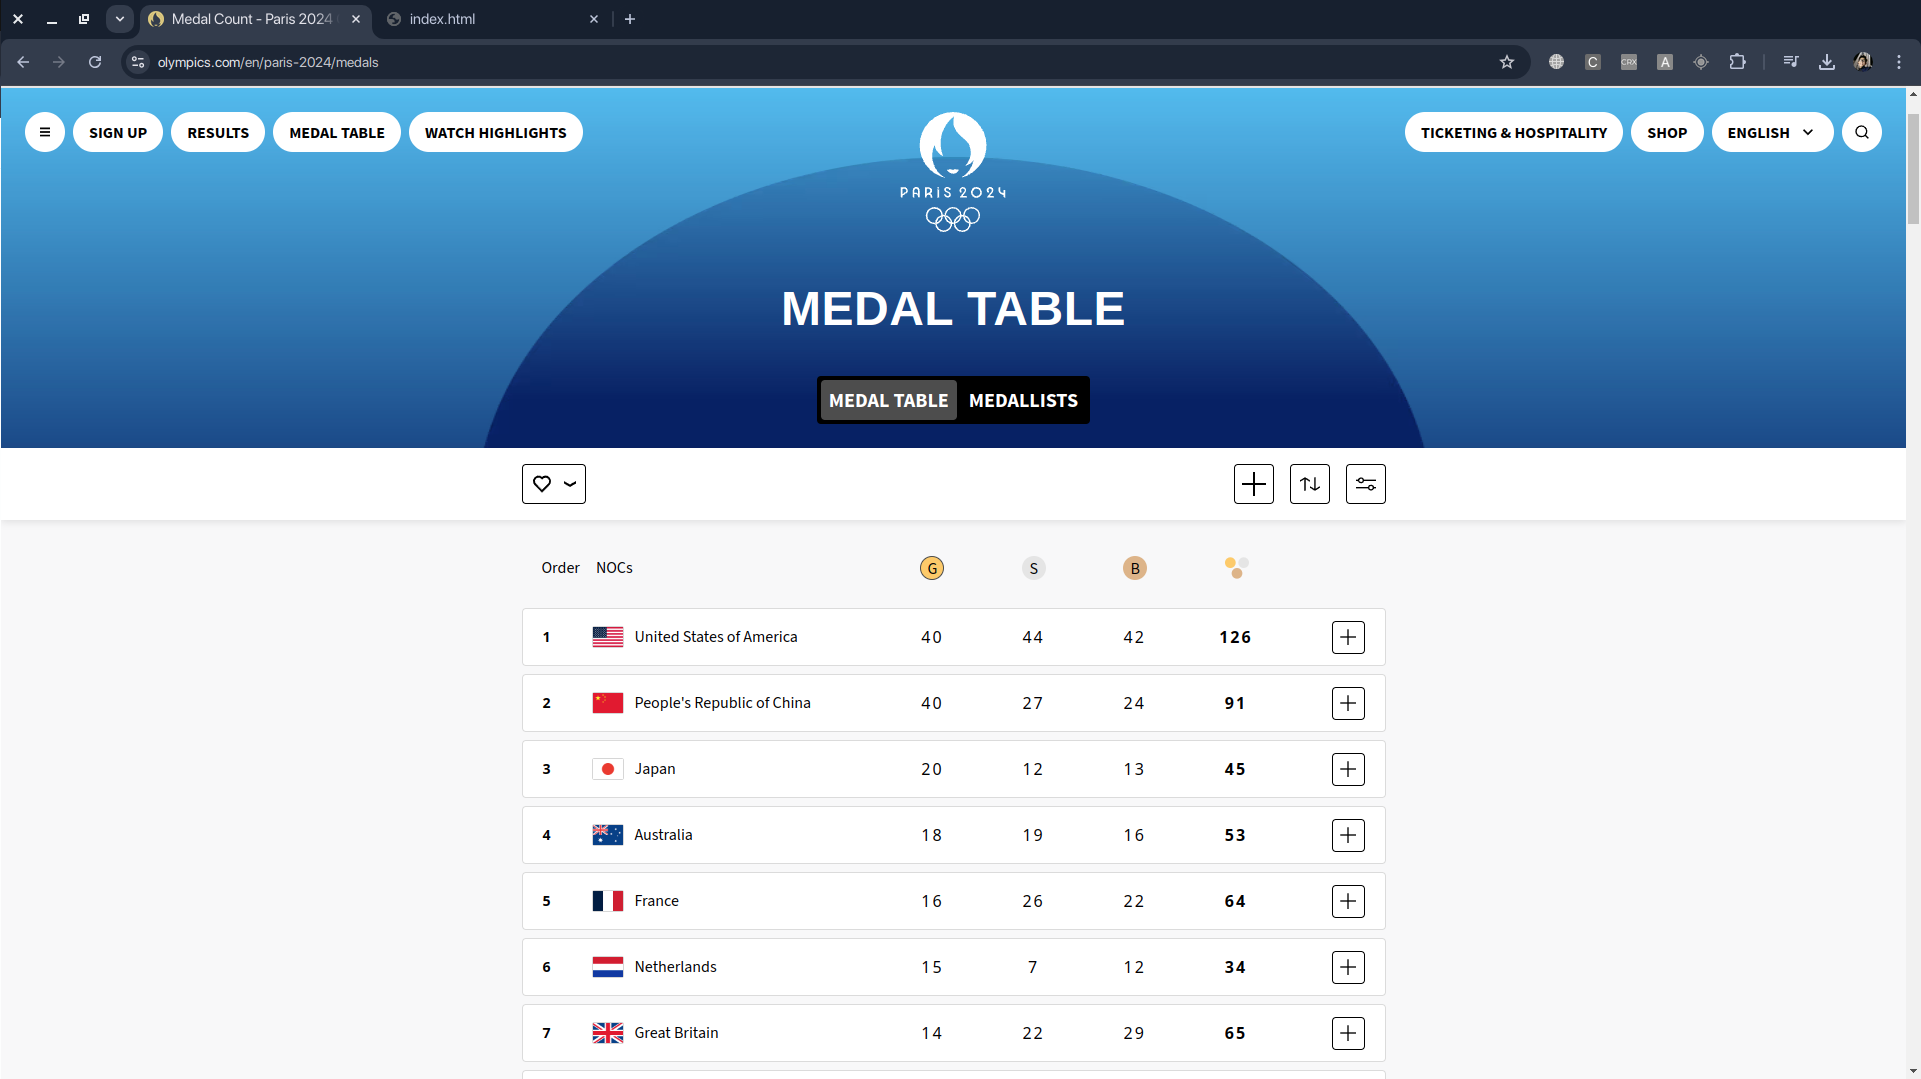 Medal Count - Paris 2024
index.html
olympics.com/en/paris-2024/medals
C
CRX
A
SIGN UP
RESULTS
MEDAL TABLE
WATCH HIGHLIGHTS
PARIS 2024
TICKETING & HOSPITALITY
SHOP
ENGLISH
MEDAL TABLE
MEDAL TABLE MEDALLISTS
Order NOCs G S B
1 United States of America 40 44 42 126
2 People's Republic of China 40 27 24 91
3 Japan 20 12 13 45
4 Australia 18 19 16 53
5 France 16 26 22 64
6 Netherlands 15 7 12 34
7 Great Britain 14 22 29 65